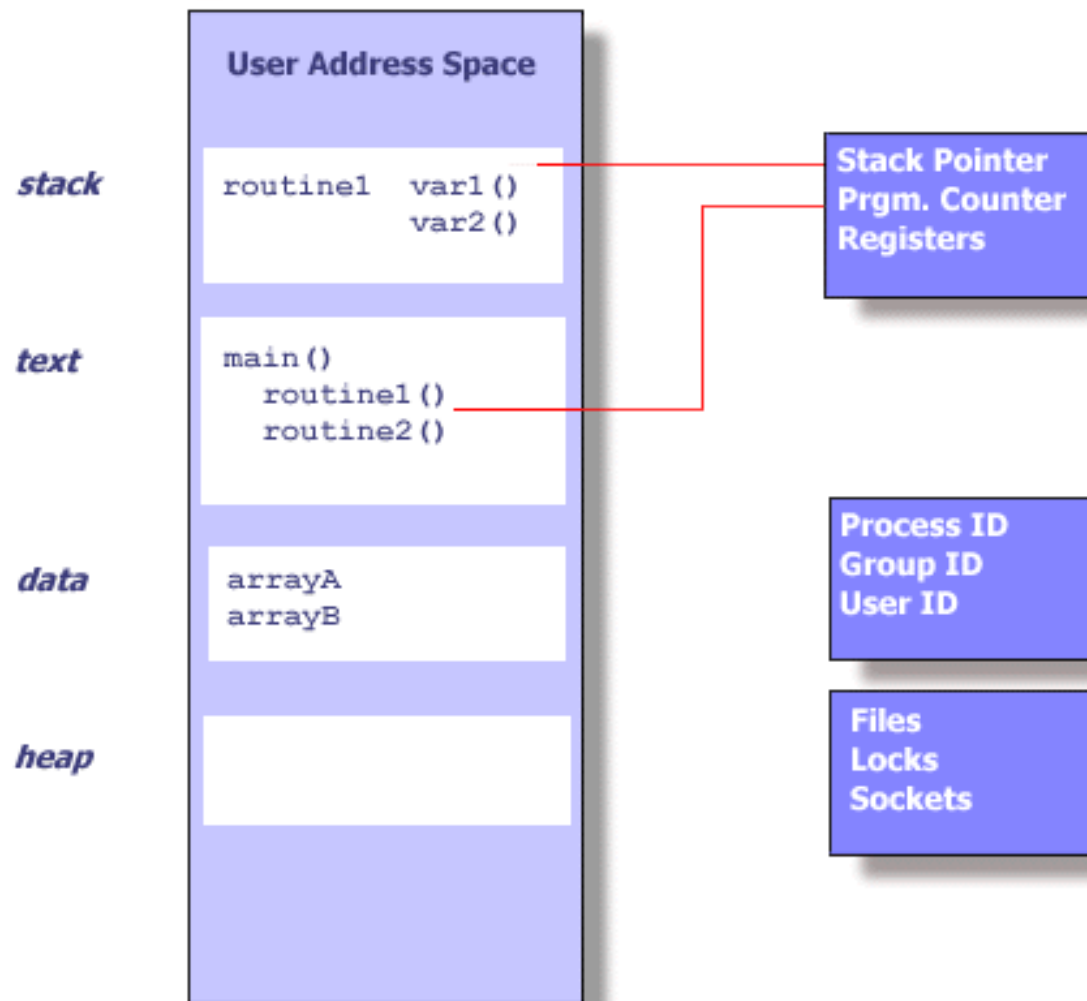 User Address Space
stack
routine1 var1()
var2()
text
main()
routine1()
routine2()
data
arrayA
arrayB
heap
Stack Pointer
Prgm. Counter
Registers
Process ID
Group ID
User ID
Files
Locks
Sockets